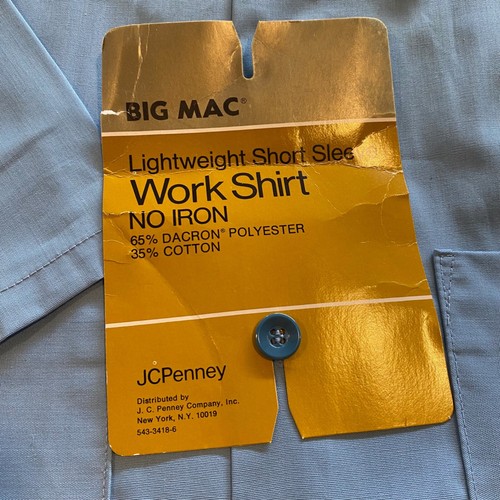 BIG MAC®
Lightweight Short Slee
Work Shirt
NO IRON
65% DACRON® POLYESTER
35% COTTON
JCPenney
Distributed by
J. C. Penney Company, Inc.
New York, N.Y. 10019
543-3418-6